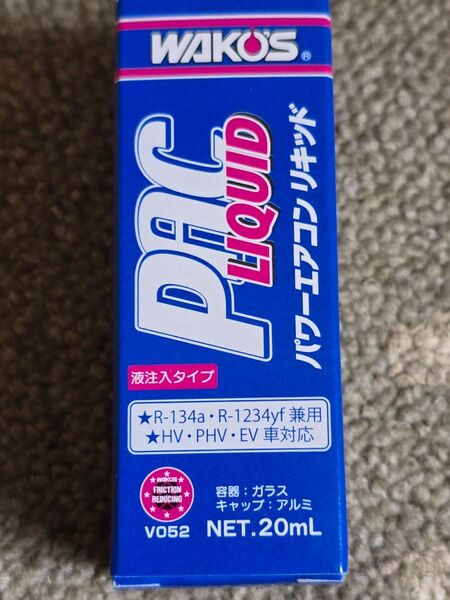 WAKO'S®
PAC
LIQUID
パワーエアコン リキッド
液注入タイプ
★R-134a・R-1234yf 兼用
★HV・PHV・EV 車対応
WAKO'S
FRICTION
REDUCING
V052
容器：ガラス
キャップ：アルミ
NET.20mL